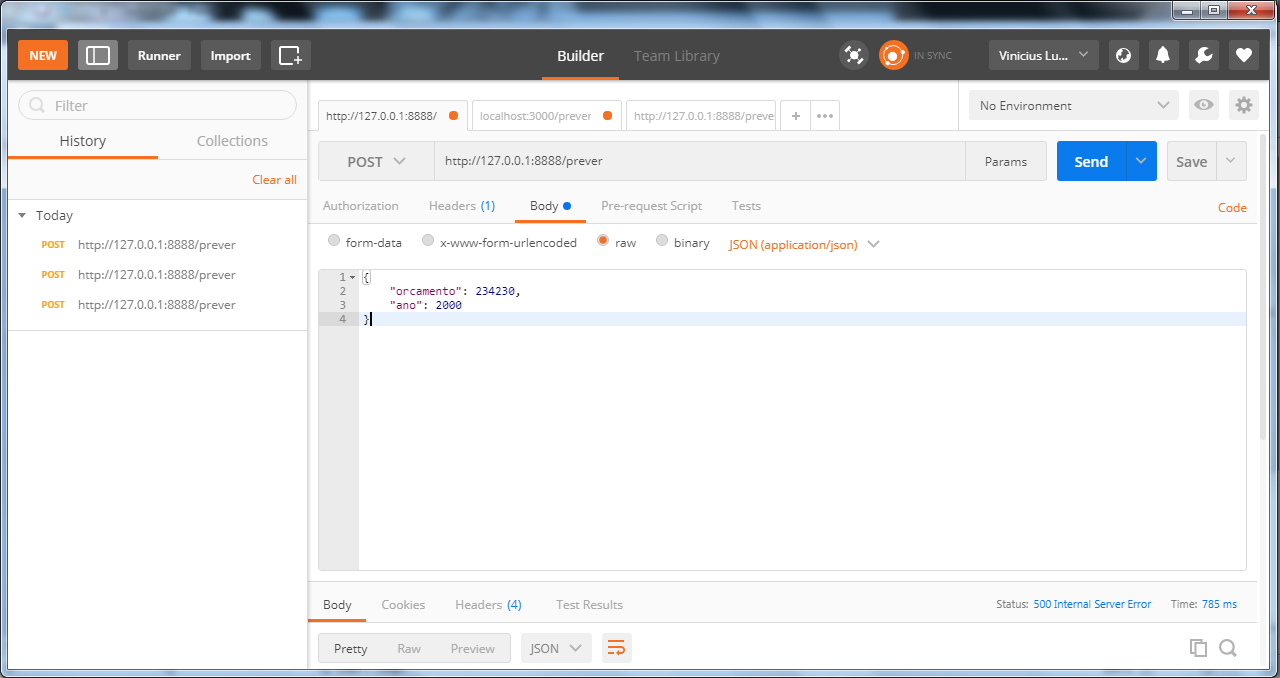 NEW Runner Import Builder Team Library IN SYNC Vinicius Lu...
Filter
History Collections
Clear all
Today
POST http://127.0.0.1:8888/prever
POST http://127.0.0.1:8888/prever
POST http://127.0.0.1:8888/prever
http://127.0.0.1:8888/ localhost:3000/prever http://127.0.0.1:8888/preve + No Environment
POST http://127.0.0.1:8888/prever Params Send Save
Authorization Headers (1) Body Pre-request Script Tests Code
form-data x-www-form-urlencoded raw binary JSON (application/json)
1 {
2 "orcamento": 234230,
3 "ano": 2000
4 }
Body Cookies Headers (4) Test Results Status: 500 Internal Server Error Time: 785 ms
Pretty Raw Preview JSON